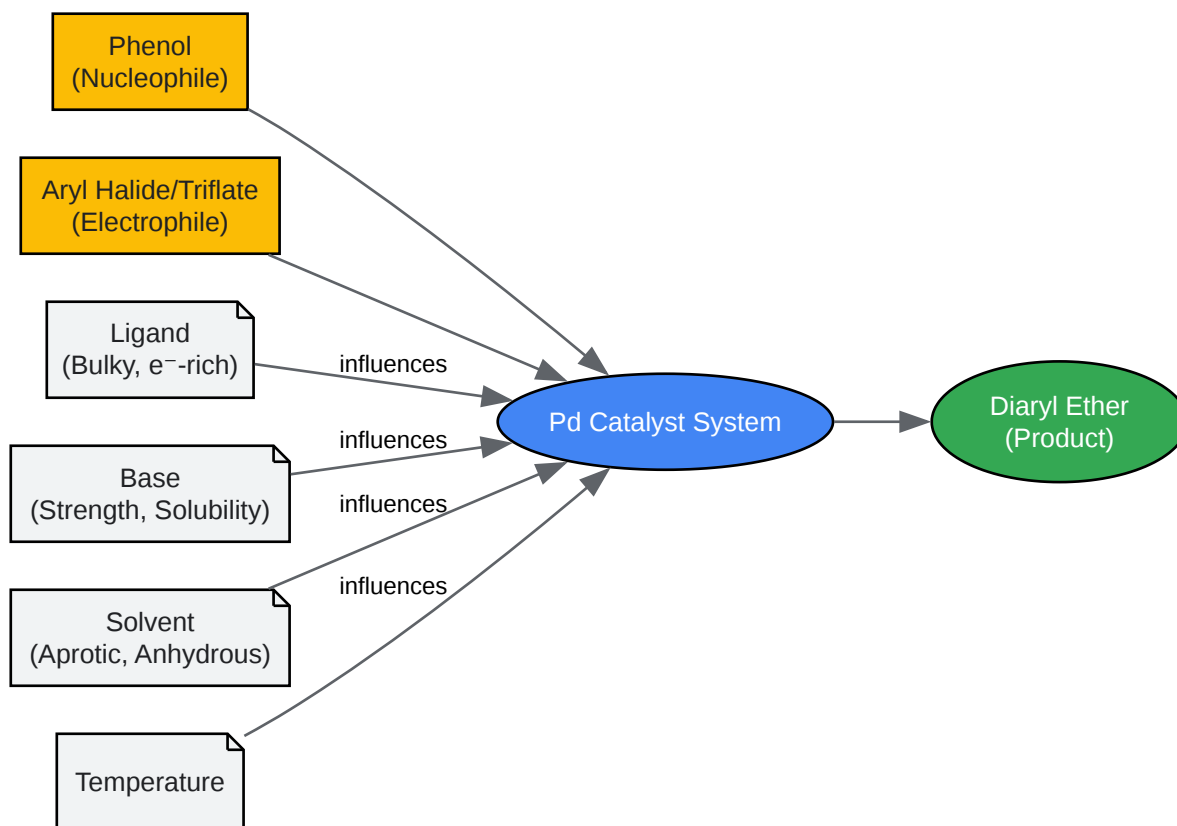 Phenol
(Nucleophile)
Aryl Halide/Triflate
(Electrophile)
Ligand
(Bulky, e⁻-rich)
influences
Base
(Strength, Solubility)
influences
Solvent
(Aprotic, Anhydrous)
influences
Temperature
influences
Pd Catalyst System
Diaryl Ether
(Product)